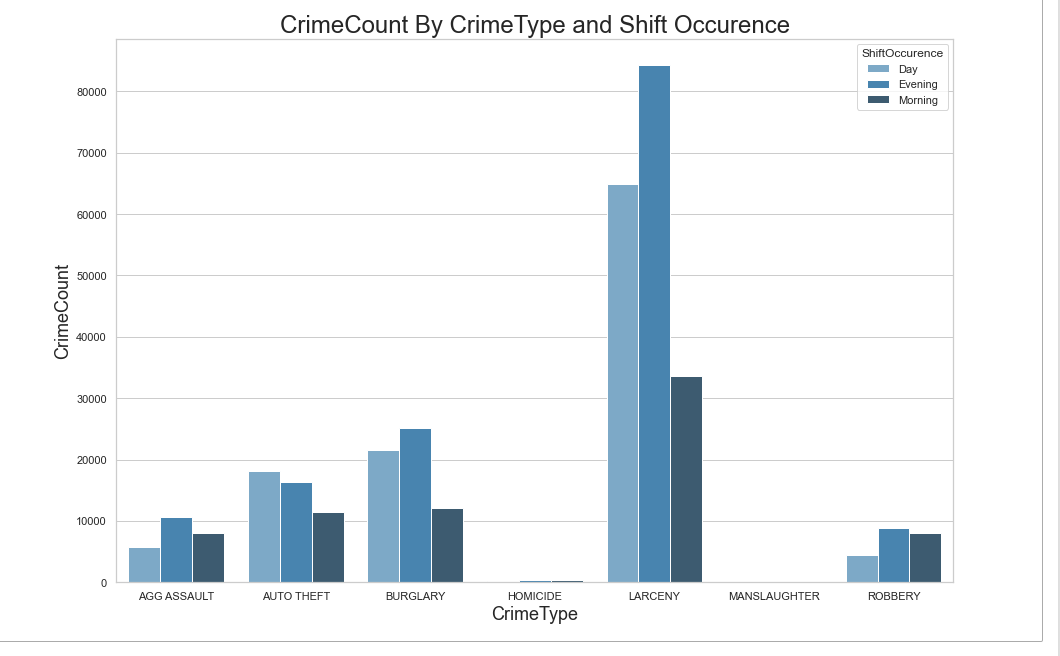 CrimeCount By CrimeType and Shift Occurence
ShiftOccurence
Day
Evening
Morning
80000
70000
60000
50000
40000
30000
20000
10000
0
CrimeCount
AGG ASSAULT AUTO THEFT BURGLARY HOMICIDE LARCENY MANSLAUGHTER ROBBERY
CrimeType